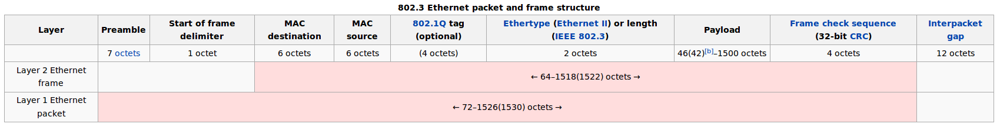 802.3 Ethernet packet and frame structure
Layer Preamble Start of frame delimiter MAC destination MAC source 802.1Q tag (optional) Ethertype (Ethernet II) or length (IEEE 802.3) Payload Frame check sequence (32-bit CRC) Interpacket gap
7 octets 1 octet 6 octets 6 octets (4 octets) 2 octets 46(42)[b]–1500 octets 4 octets 12 octets
Layer 2 Ethernet frame ← 64–1518(1522) octets →
Layer 1 Ethernet packet ← 72–1526(1530) octets →